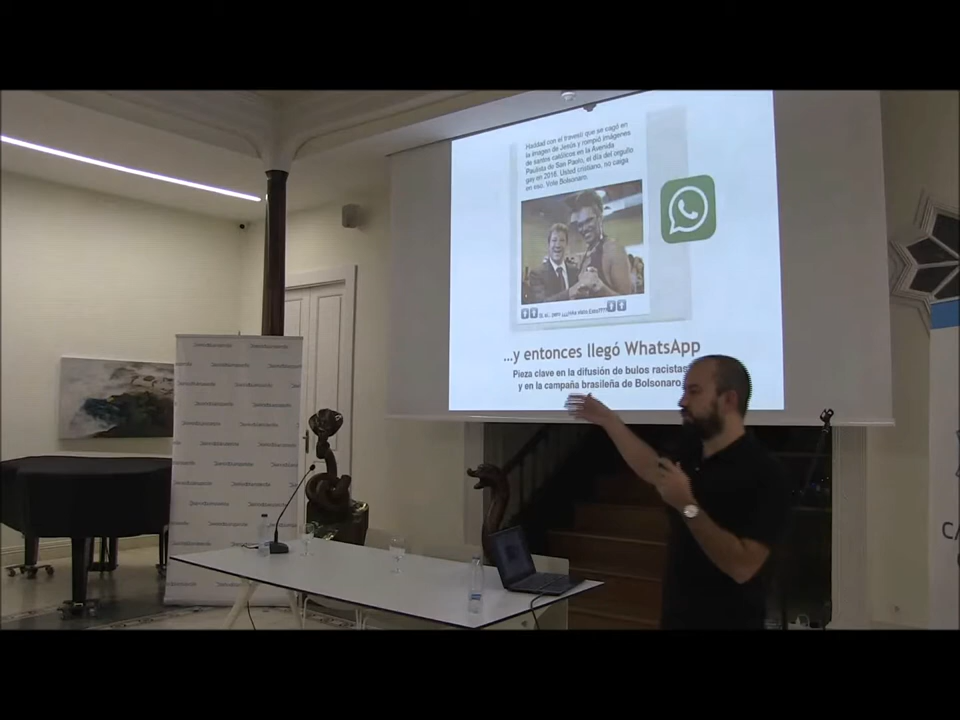 Haddad con el travesti que se cagó en
la imagen de Jesús y rompió imágenes
de santos católicos en la Avenida
Paulista de San Paolo, el día del orgullo
gay en 2018. Usted cristiano, no caiga
en eso. Vote Bolsonaro.
...y entonces llegó WhatsApp
Pieza clave en la difusión de bulos racistas
y en la campaña brasileña de Bolsonaro